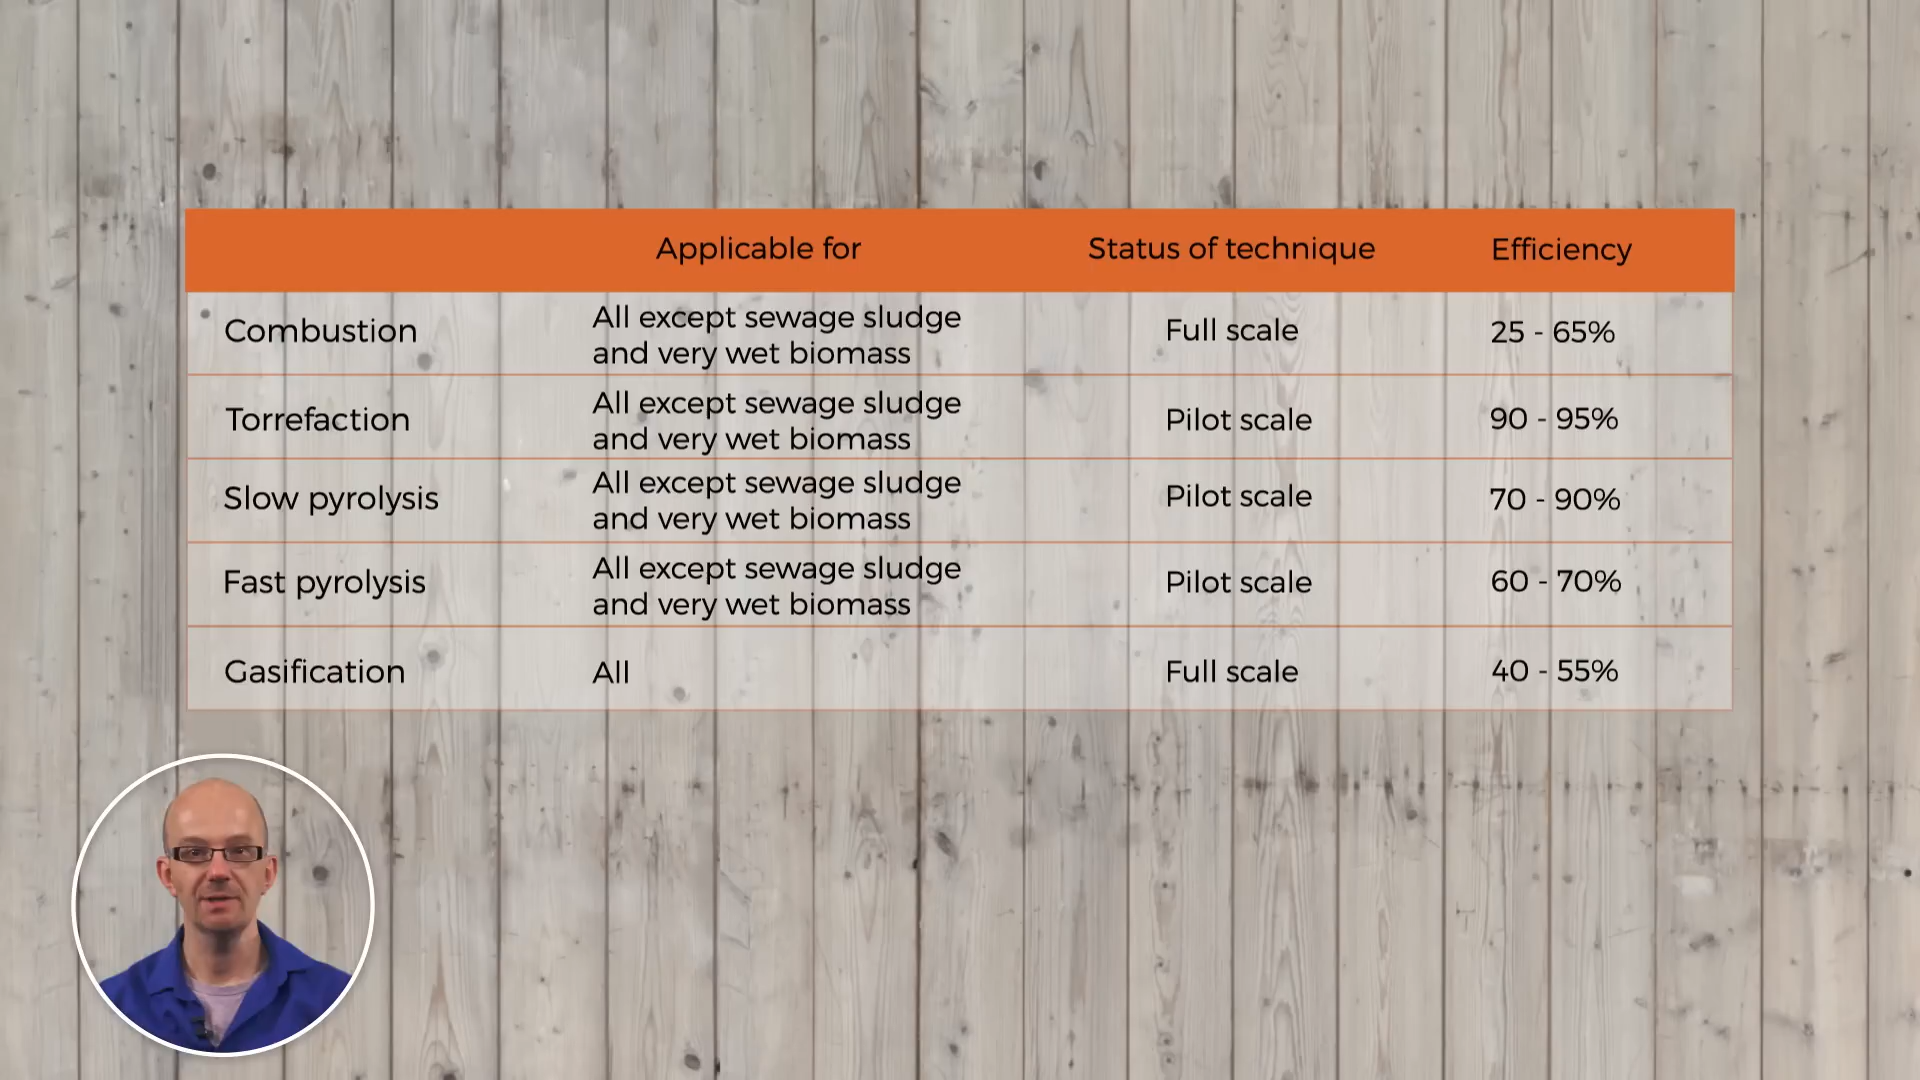 Applicable for Status of technique Efficiency
Combustion All except sewage sludge and very wet biomass Full scale 25 - 65%
Torrefaction All except sewage sludge and very wet biomass Pilot scale 90 - 95%
Slow pyrolysis All except sewage sludge and very wet biomass Pilot scale 70 - 90%
Fast pyrolysis All except sewage sludge and very wet biomass Pilot scale 60 - 70%
Gasification All Full scale 40 - 55%